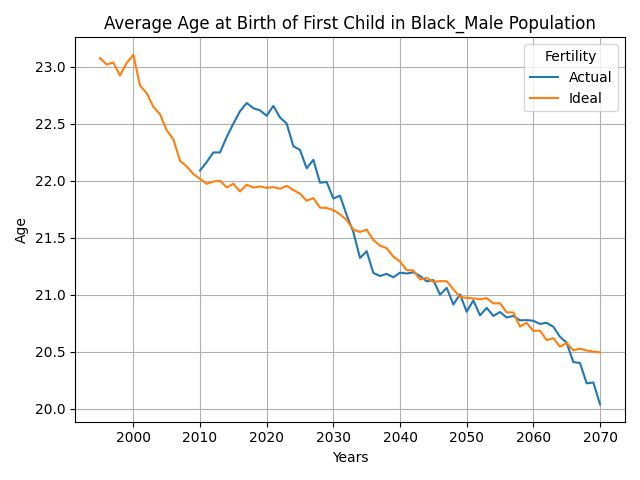 Average Age at Birth of First Child in Black_Male Population
Fertility
Actual
Ideal
Age
23.0
22.5
22.0
21.5
21.0
20.5
20.0
2000 2010 2020 2030 2040 2050 2060 2070
Years